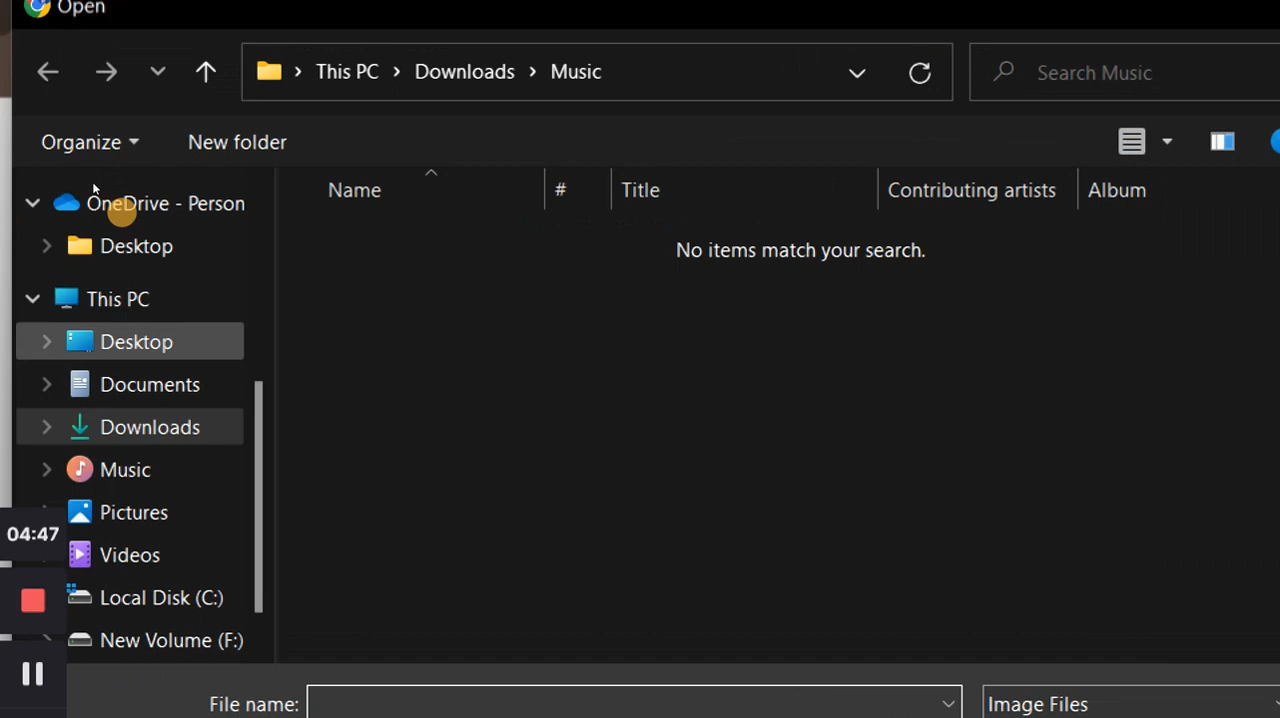 Open
This PC > Downloads > Music
Search Music
Organize
New folder
Name
#
Title
Contributing artists
Album
No items match your search.
OneDrive - Person
Desktop
This PC
Desktop
Documents
Downloads
Music
Pictures
Videos
Local Disk (C:)
New Volume (F:)
04:47
File name:
Image Files